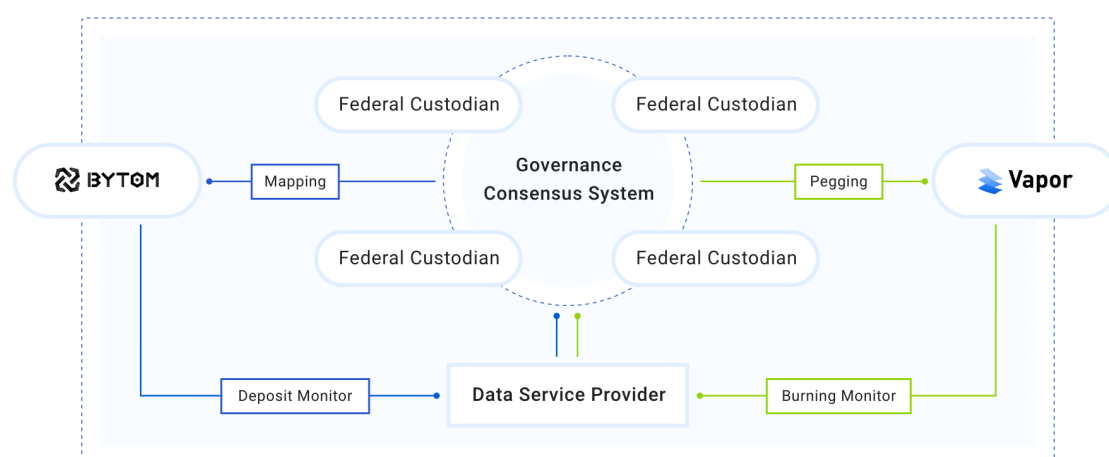 Federal Custodian
Federal Custodian
Governance
Consensus System
BYTOM
Mapping
Pegging
Vapor
Federal Custodian
Federal Custodian
Deposit Monitor
Data Service Provider
Burning Monitor